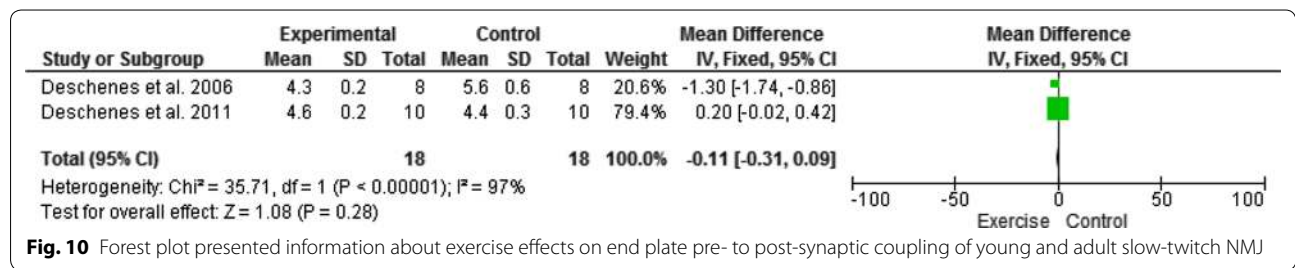 Experimental Control Mean Difference Mean Difference
Study or Subgroup Mean SD Total Mean SD Total Weight IV, Fixed, 95% CI IV, Fixed, 95% CI
Deschenes et al. 2006 4.3 0.2 8 5.6 0.6 8 20.6% -1.30 [-1.74, -0.86]
Deschenes et al. 2011 4.6 0.2 10 4.4 0.3 10 79.4% 0.20 [-0.02, 0.42]
Total (95% CI) 18 18 100.0% -0.11 [-0.31, 0.09]
Heterogeneity: Chi² = 35.71, df = 1 (P < 0.00001); I² = 97%
Test for overall effect: Z = 1.08 (P = 0.28)
-100 -50 0 50 100
Exercise Control
Fig. 10 Forest plot presented information about exercise effects on end plate pre- to post-synaptic coupling of young and adult slow-twitch NMJ